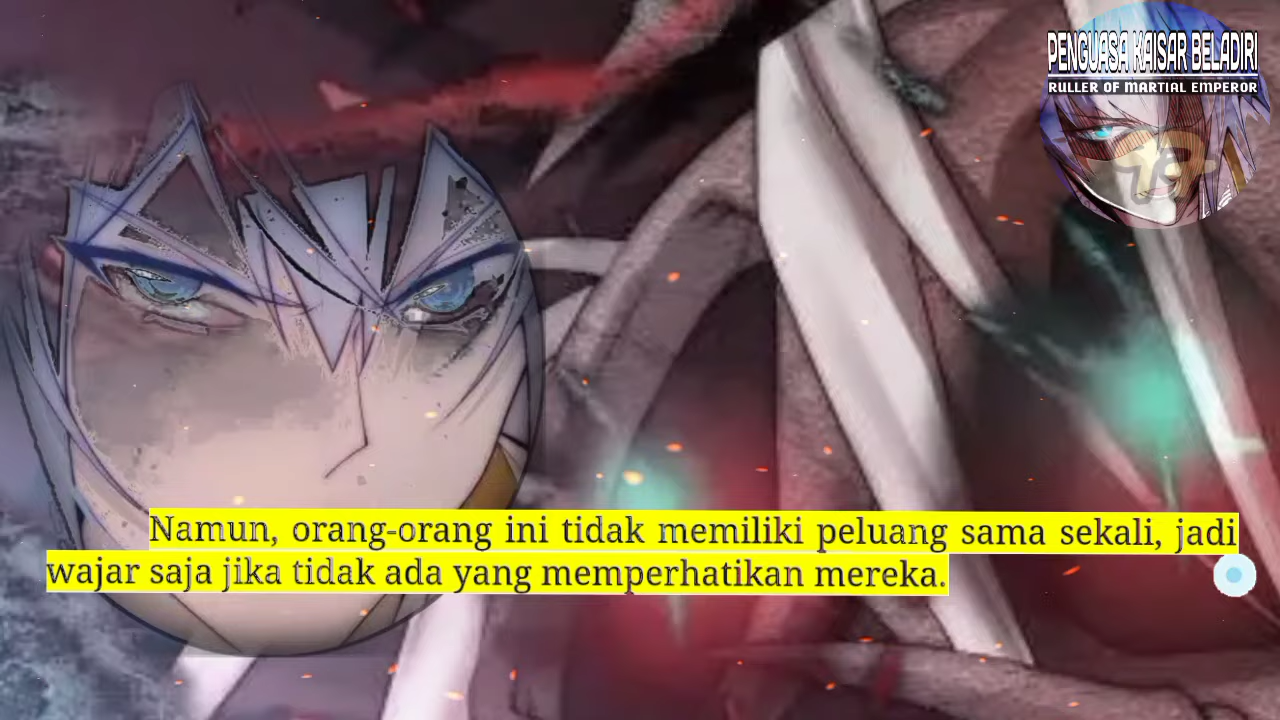 PENGUASA KAISAR BELADIRI
RULLER OF MARTIAL EMPEROR
Namun, orang-orang ini tidak memiliki peluang sama sekali, jadi
wajar saja jika tidak ada yang memperhatikan mereka.